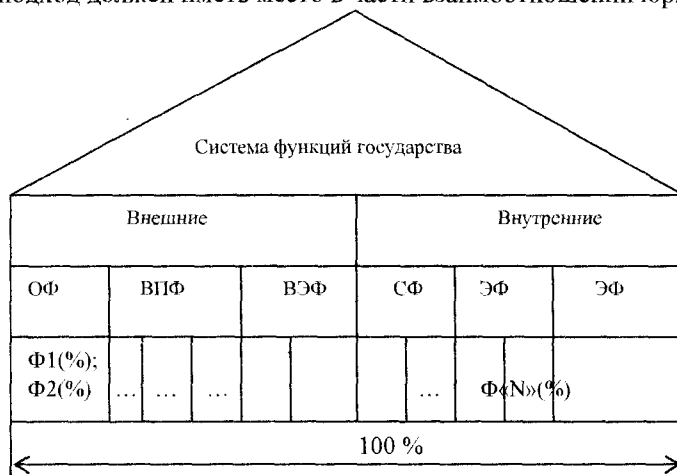 подход должен иметь место в части взаимоотношений юри
Система функций государства
Внешние Внутренние
ОФ ВПФ ВЭФ СФ ЭФ ЭФ
Ф1(%);
Ф2(%) ... ... ... ... Ф«N»(%)
100 %